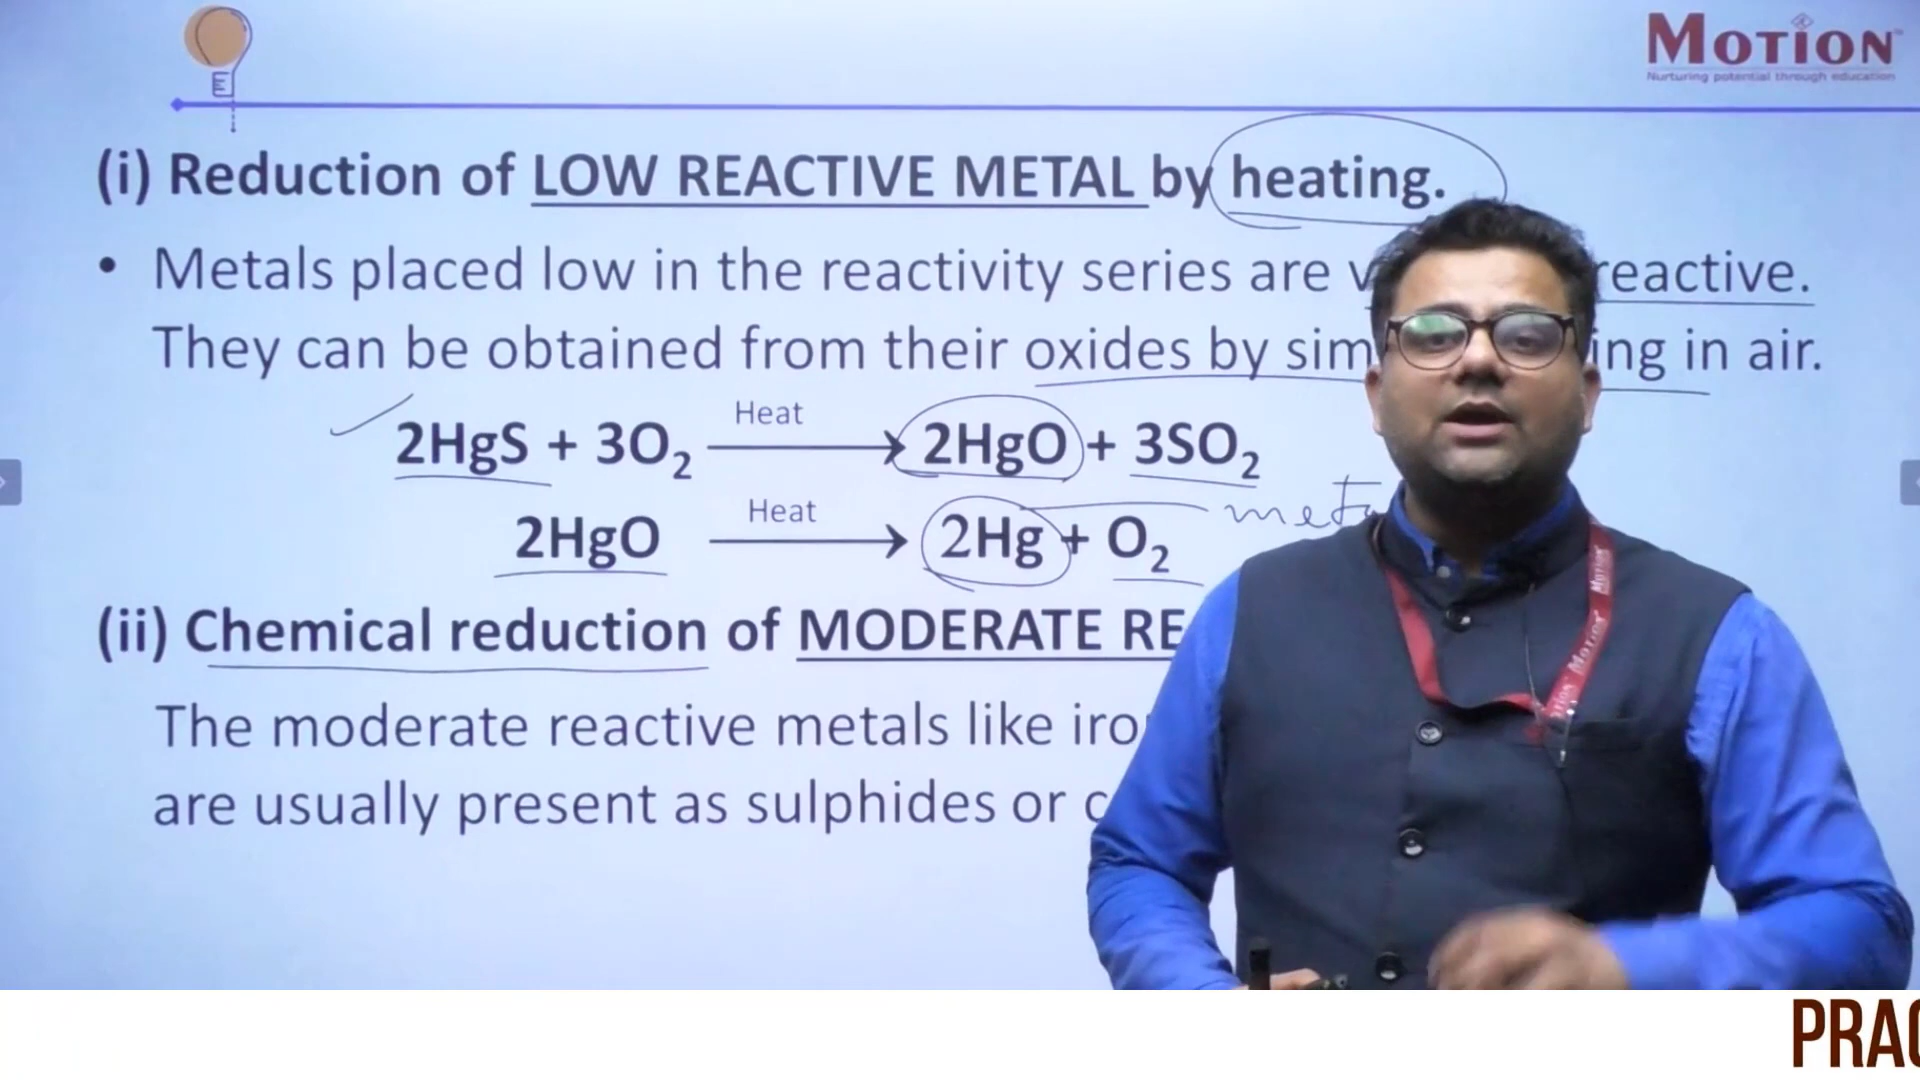 MOTION
Nurturing potential through education
(i) Reduction of LOW REACTIVE METAL by heating.
• Metals placed low in the reactivity series are reactive.
They can be obtained from their oxides by sim ing in air.
Heat
2HgS + 3O₂ ⟶ 2HgO + 3SO₂
Heat
2HgO ⟶ 2Hg + O₂
(ii) Chemical reduction of MODERATE RE
The moderate reactive metals like iro
are usually present as sulphides or c
PRAC